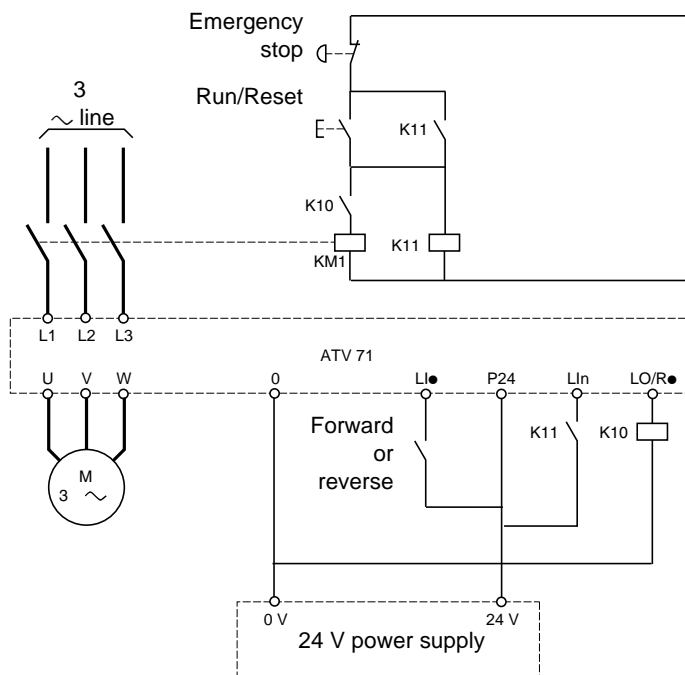 Emergency
stop
3
~ line
Run/Reset
K11
K10
KM1
K11
L1 L2 L3
ATV 71
U V W 0 LI● P24 LIn LO/R●
Forward
or
reverse
K11
K10
M
3 ~
0 V
24 V
24 V power supply